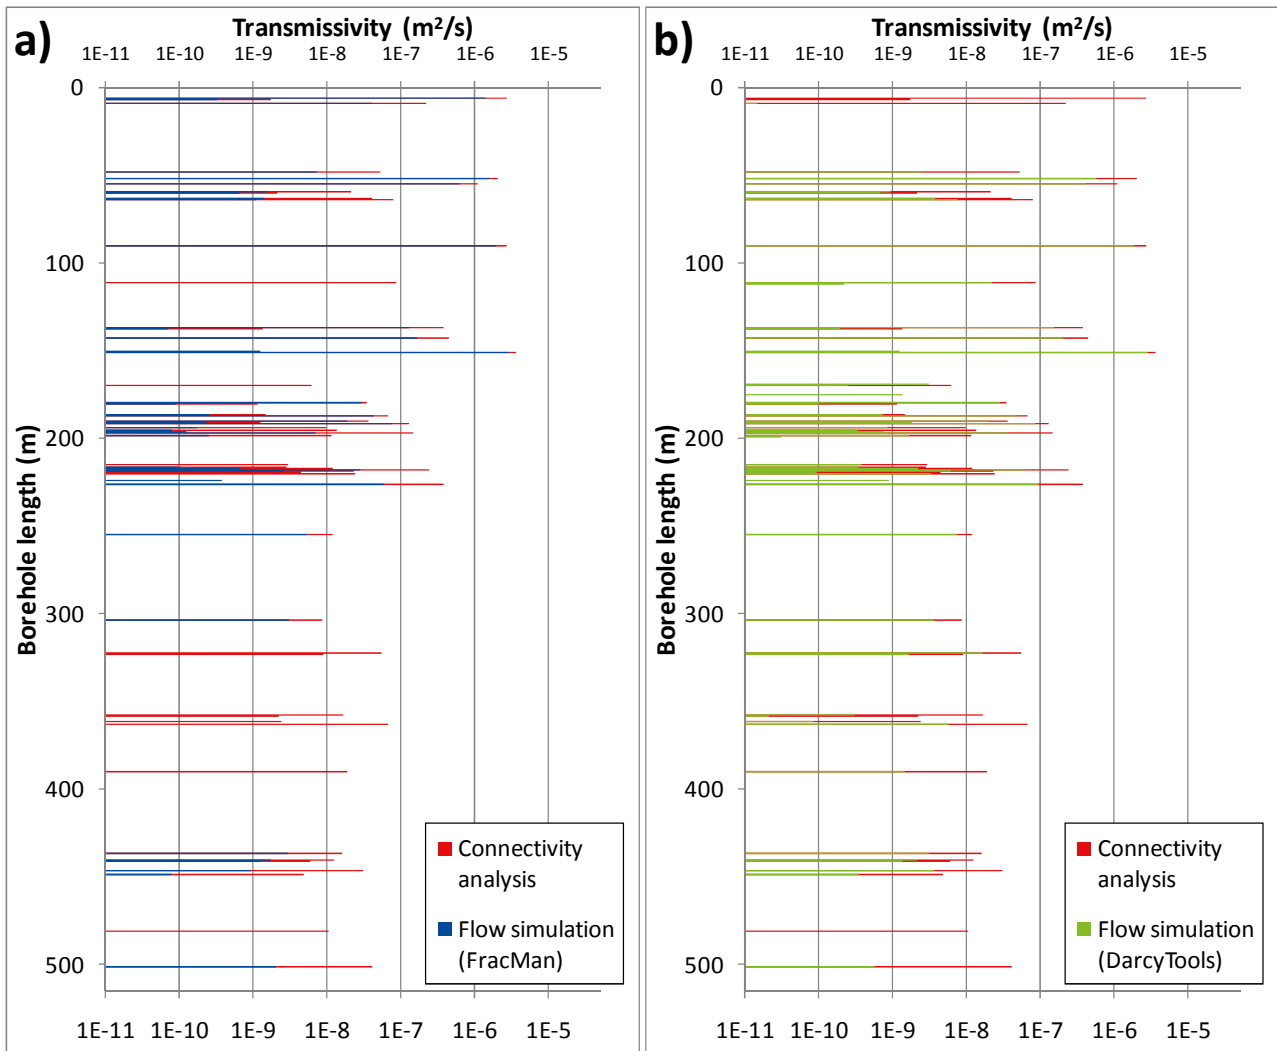 a)
Transmissivity (m²/s)
1E-11 1E-10 1E-9 1E-8 1E-7 1E-6 1E-5
0
100
200
300
400
500
Borehole length (m)
Connectivity
analysis
Flow simulation
(FracMan)
1E-11 1E-10 1E-9 1E-8 1E-7 1E-6 1E-5
b)
Transmissivity (m²/s)
1E-11 1E-10 1E-9 1E-8 1E-7 1E-6 1E-5
0
100
200
300
400
500
Borehole length (m)
Connectivity
analysis
Flow simulation
(DarcyTools)
1E-11 1E-10 1E-9 1E-8 1E-7 1E-6 1E-5